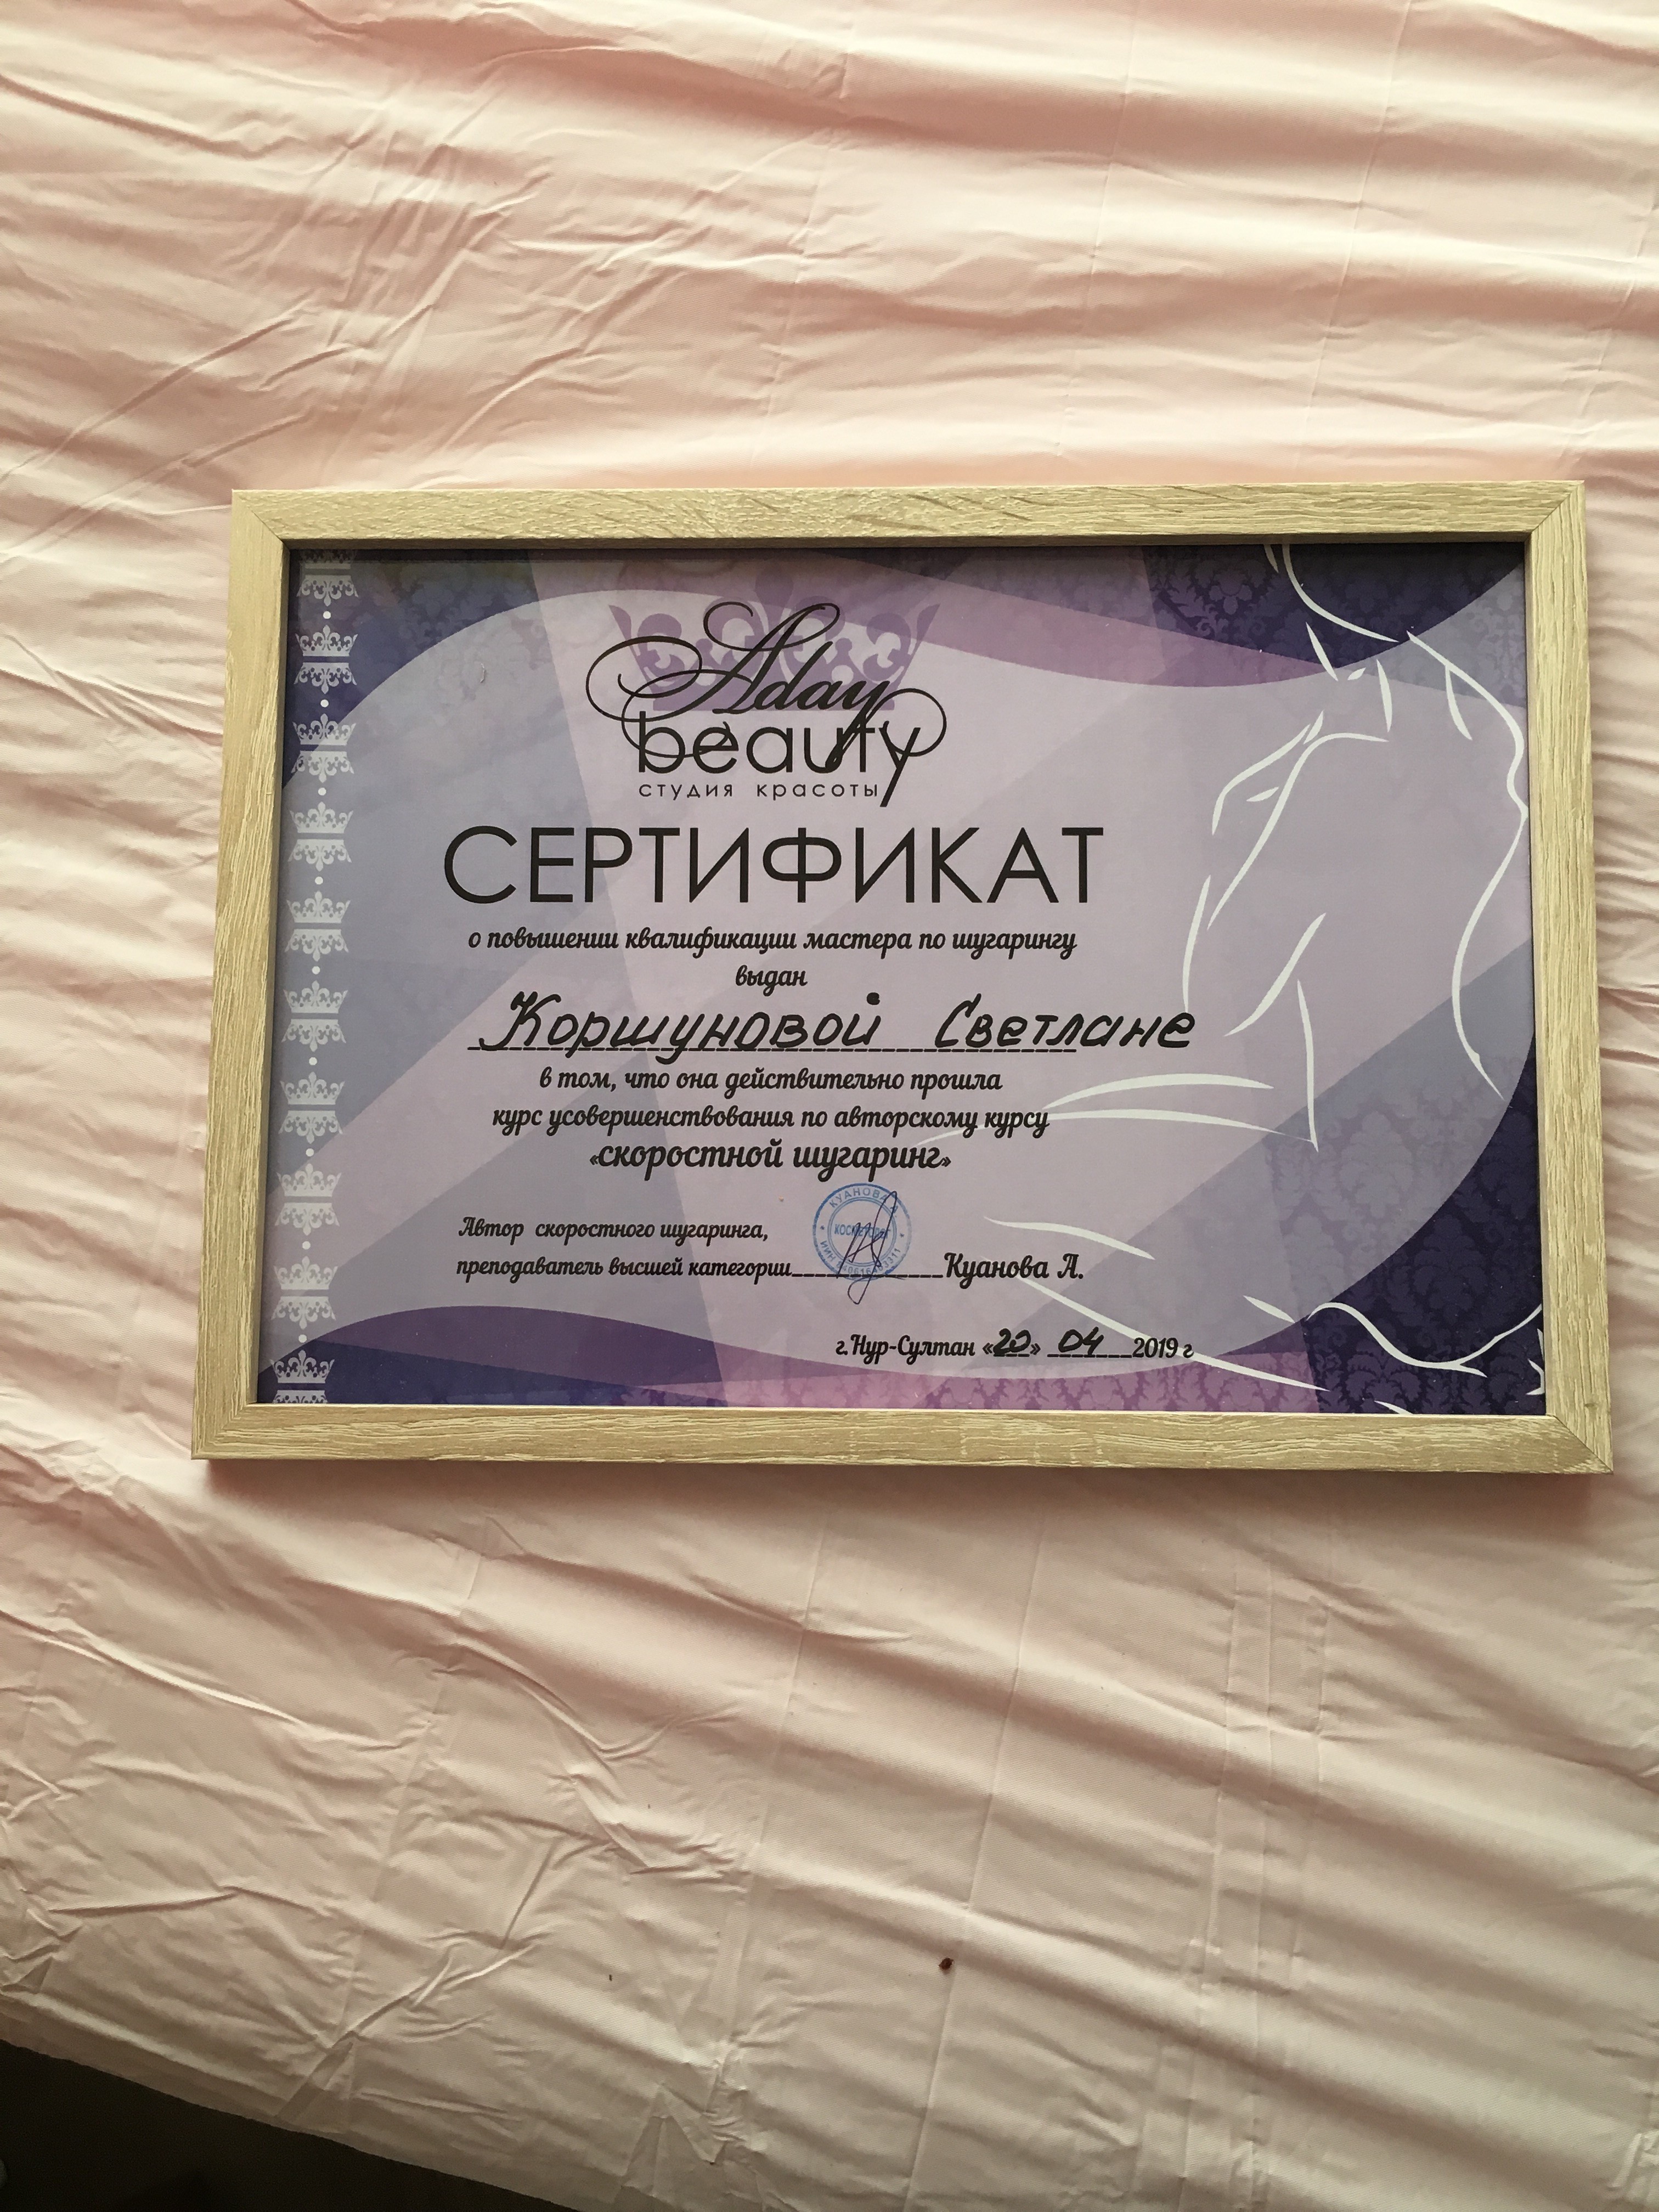 Aday
beauty
студия красоты
СЕРТИФИКАТ
о повышении квалификации мастера по шугарингу
выдан
Коршуновой Светлане
в том, что она действительно прошла
курс усовершенствования по авторскому курсу
«скоростной шугаринг»
КУАНОВА
Автор скоростного шугаринга,
преподаватель высшей категории____________Куанова А.
г.Нур-Султан «20» 04 2019 г